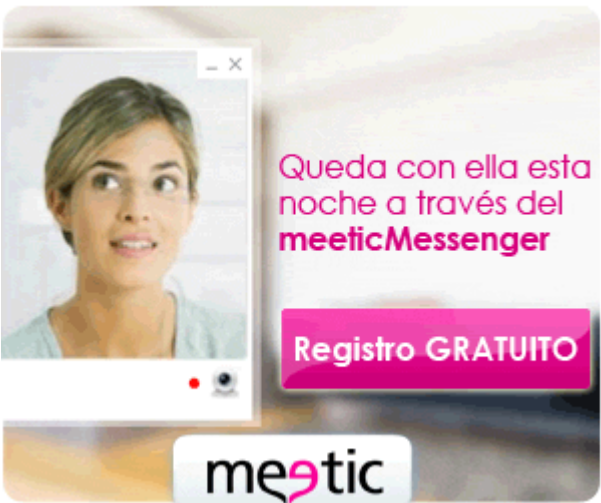 Queda con ella esta
noche a través del
meeticMessenger
Registro GRATUITO
meetic